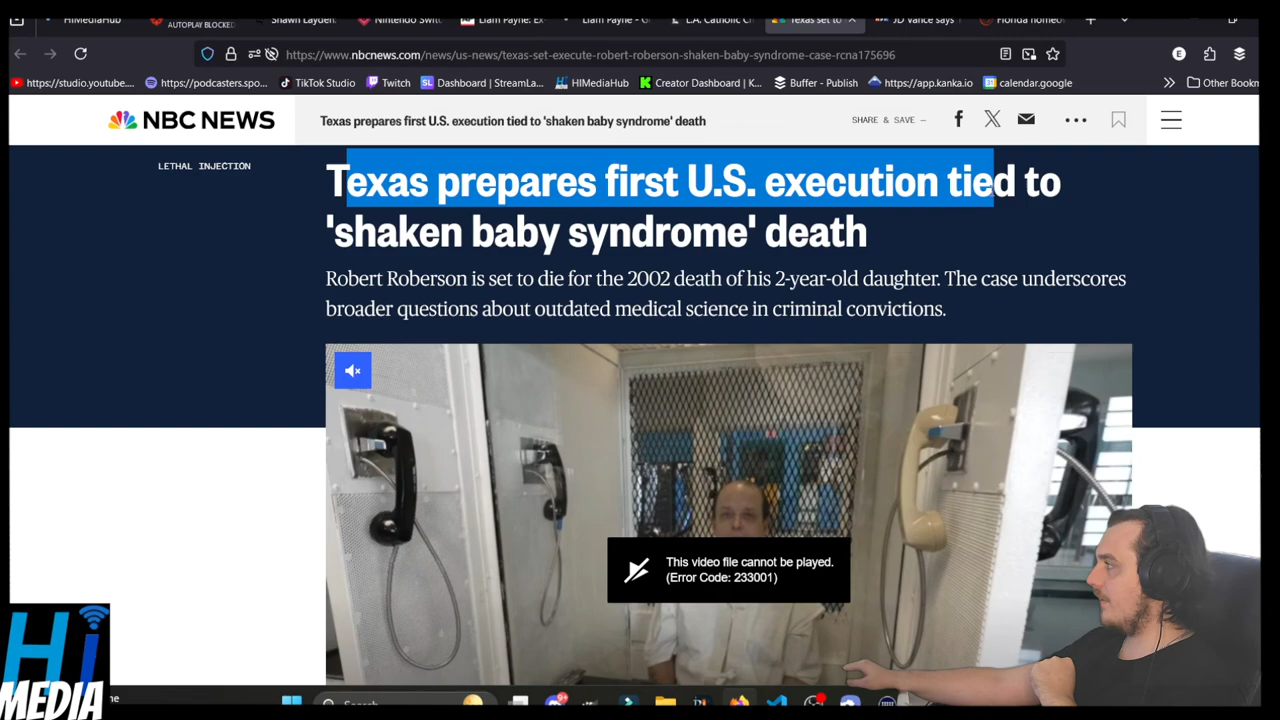 HIMediaHub
AUTOPLAY BLOCKED
Shawn Layden
Nintendo Swit
Liam Payne: Ex
Liam Payne - G
L.A. Catholic C
Texas set to
JD Vance says
Florida homeo
https://www.nbcnews.com/news/us-news/texas-set-execute-robert-roberson-shaken-baby-syndrome-case-rcna175696
E
https://studio.youtube....
https://podcasters.spo...
TikTok Studio
Twitch
SL Dashboard | StreamLa...
HIMediaHub
K Creator Dashboard | K...
Buffer - Publish
https://app.kanka.io
calendar.google
Other Bookm
NBC NEWS
Texas prepares first U.S. execution tied to 'shaken baby syndrome' death
SHARE & SAVE —
LETHAL INJECTION
Texas prepares first U.S. execution tied to
'shaken baby syndrome' death
Robert Roberson is set to die for the 2002 death of his 2-year-old daughter. The case underscores
broader questions about outdated medical science in criminal convictions.
This video file cannot be played.
(Error Code: 233001)
Hi
MEDIA
Search